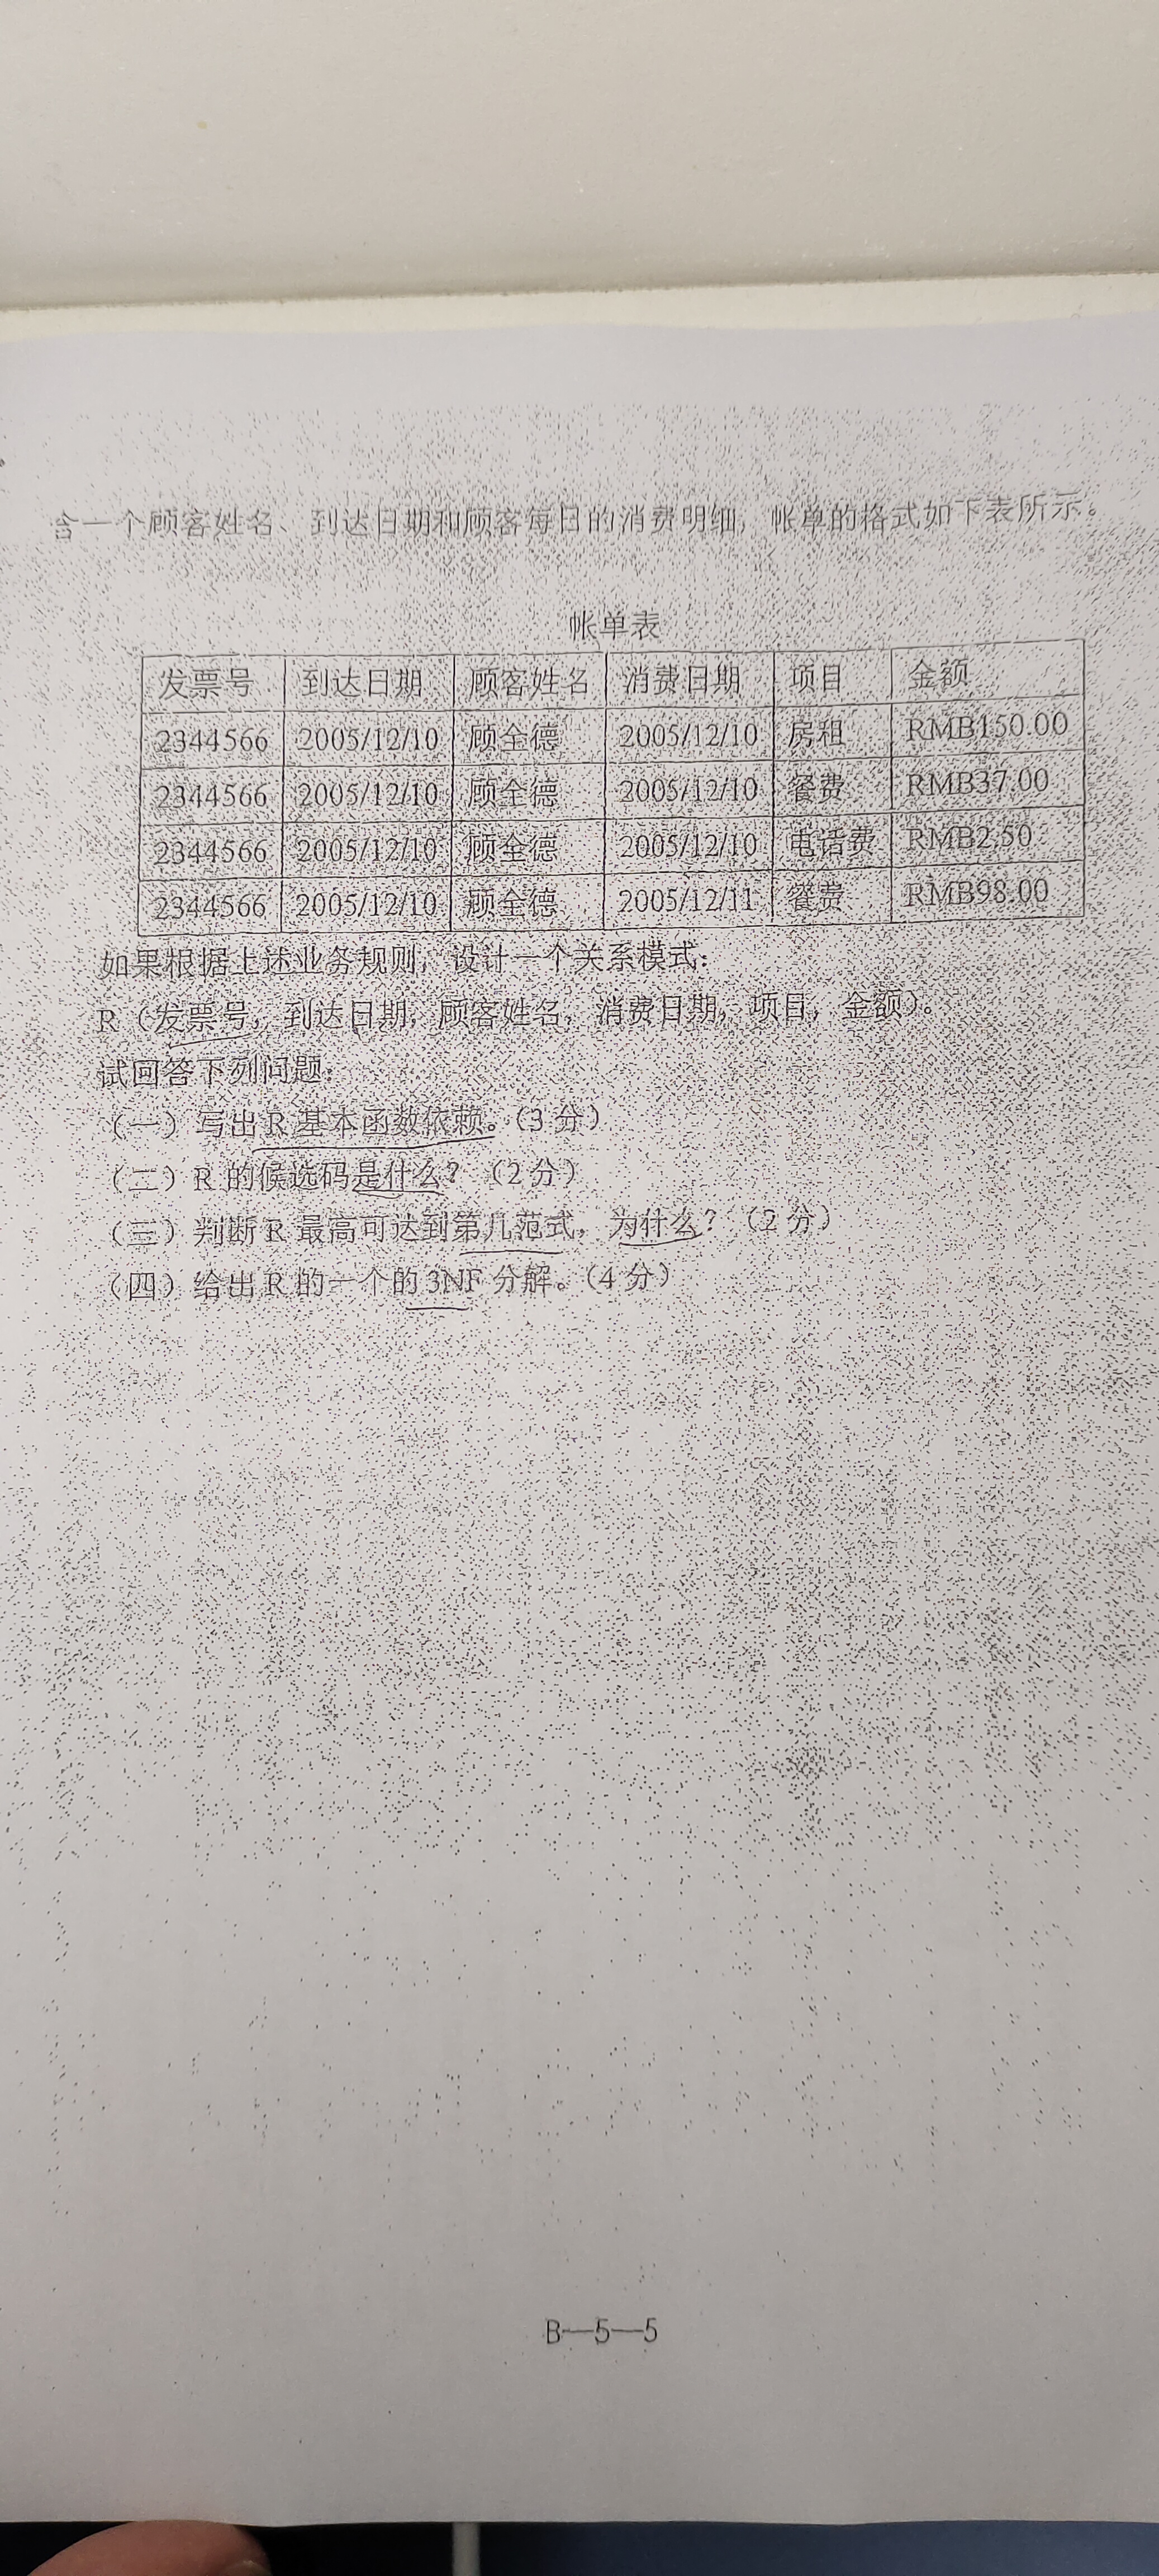 含一个顾客姓名、到达日期和顾客每日的消费明细，帐单的格式如下表所示。
帐单表
发票号 到达日期 顾客姓名 消费日期 项目 金额
2344566 2005/12/10 顾全德 2005/12/10 房租 RMB150.00
2344566 2005/12/10 顾全德 2005/12/10 餐费 RMB37.00
2344566 2005/12/10 顾全德 2005/12/10 电话费 RMB2.50
2344566 2005/12/10 顾全德 2005/12/11 餐费 RMB98.00
如果根据上述业务规则，设计一个关系模式：
R（发票号，到达日期，顾客姓名，消费日期，项目，金额）。
试回答下列问题：
（一）写出 R 基本函数依赖。（3 分）
（二）R 的候选码是什么？（2 分）
（三）判断 R 最高可达到第几范式，为什么？（2 分）
（四）给出 R 的一个的 3NF 分解。（4 分）
B—5—5